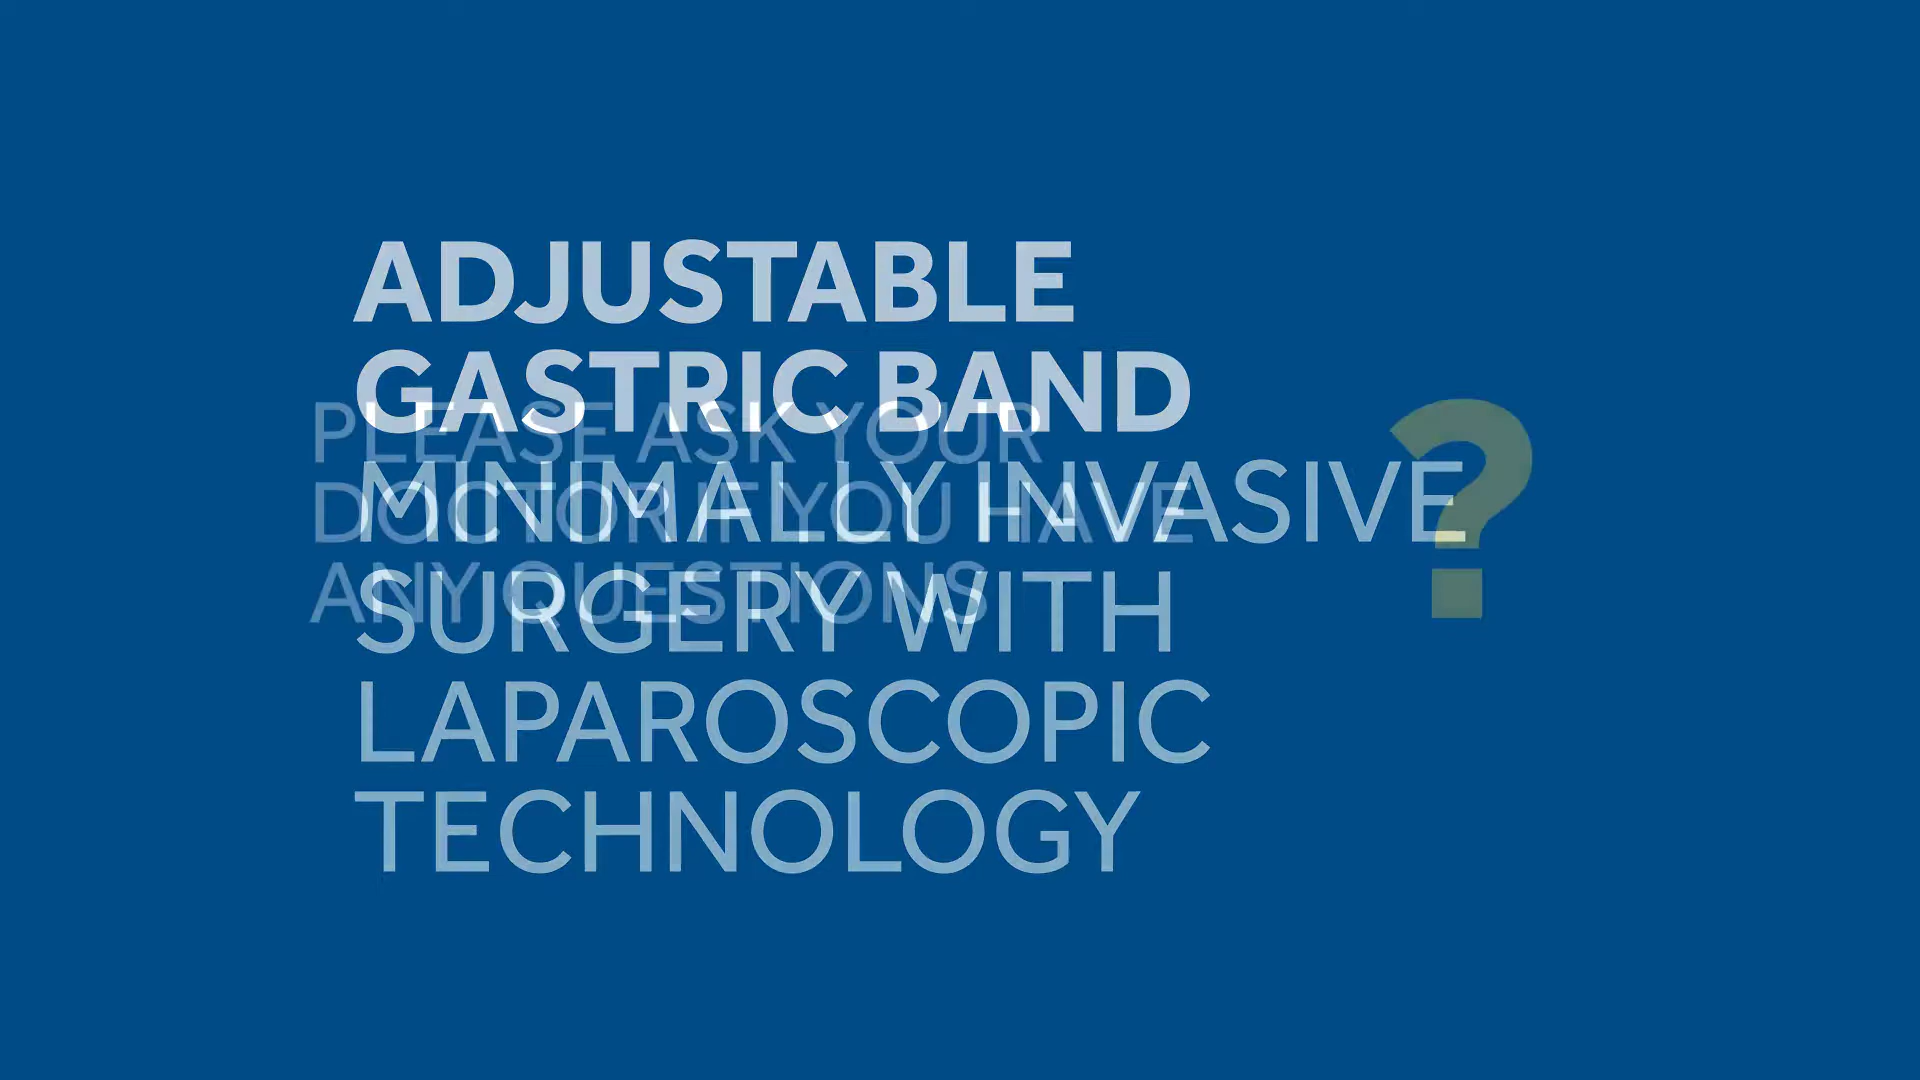 ADJUSTABLE
GASTRIC BAND
MINIMALLY INVASIVE
SURGERY WITH
LAPAROSCOPIC
TECHNOLOGY
PLEASE ASK YOUR
DOCTOR IF YOU HAVE
ANY QUESTIONS
?